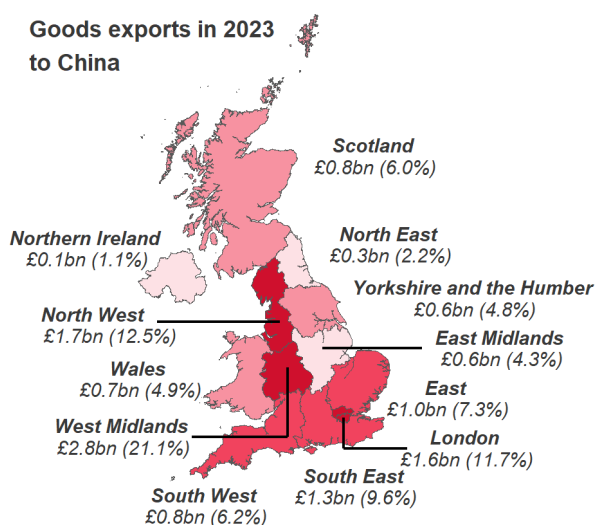 Goods exports in 2023
to China
Scotland
£0.8bn (6.0%)
Northern Ireland
£0.1bn (1.1%)
North East
£0.3bn (2.2%)
Yorkshire and the Humber
£0.6bn (4.8%)
North West
£1.7bn (12.5%)
East Midlands
£0.6bn (4.3%)
Wales
£0.7bn (4.9%)
East
£1.0bn (7.3%)
West Midlands
£2.8bn (21.1%)
London
£1.6bn (11.7%)
South East
£1.3bn (9.6%)
South West
£0.8bn (6.2%)